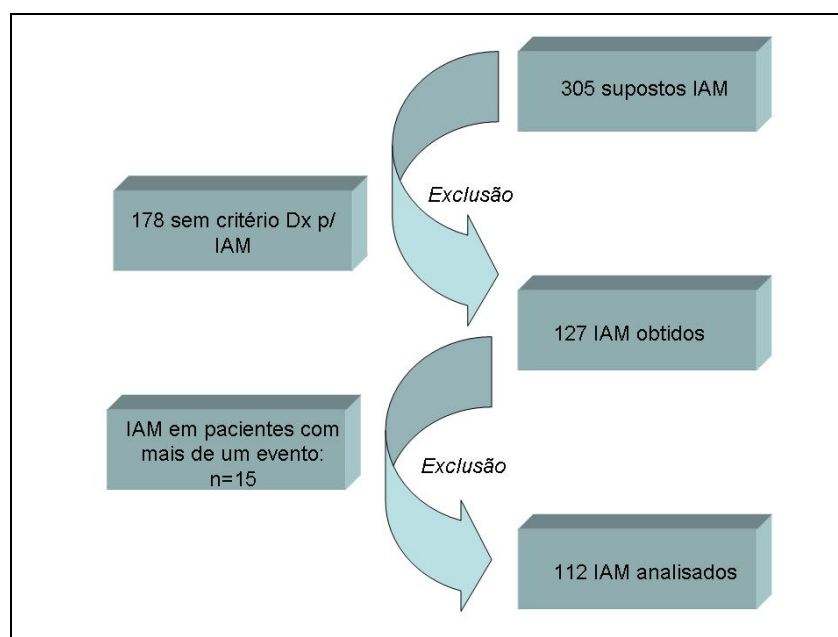 305 supostos IAM
Exclusão
178 sem critério Dx p/
IAM
127 IAM obtidos
IAM em pacientes com
mais de um evento:
n=15
Exclusão
112 IAM analisados